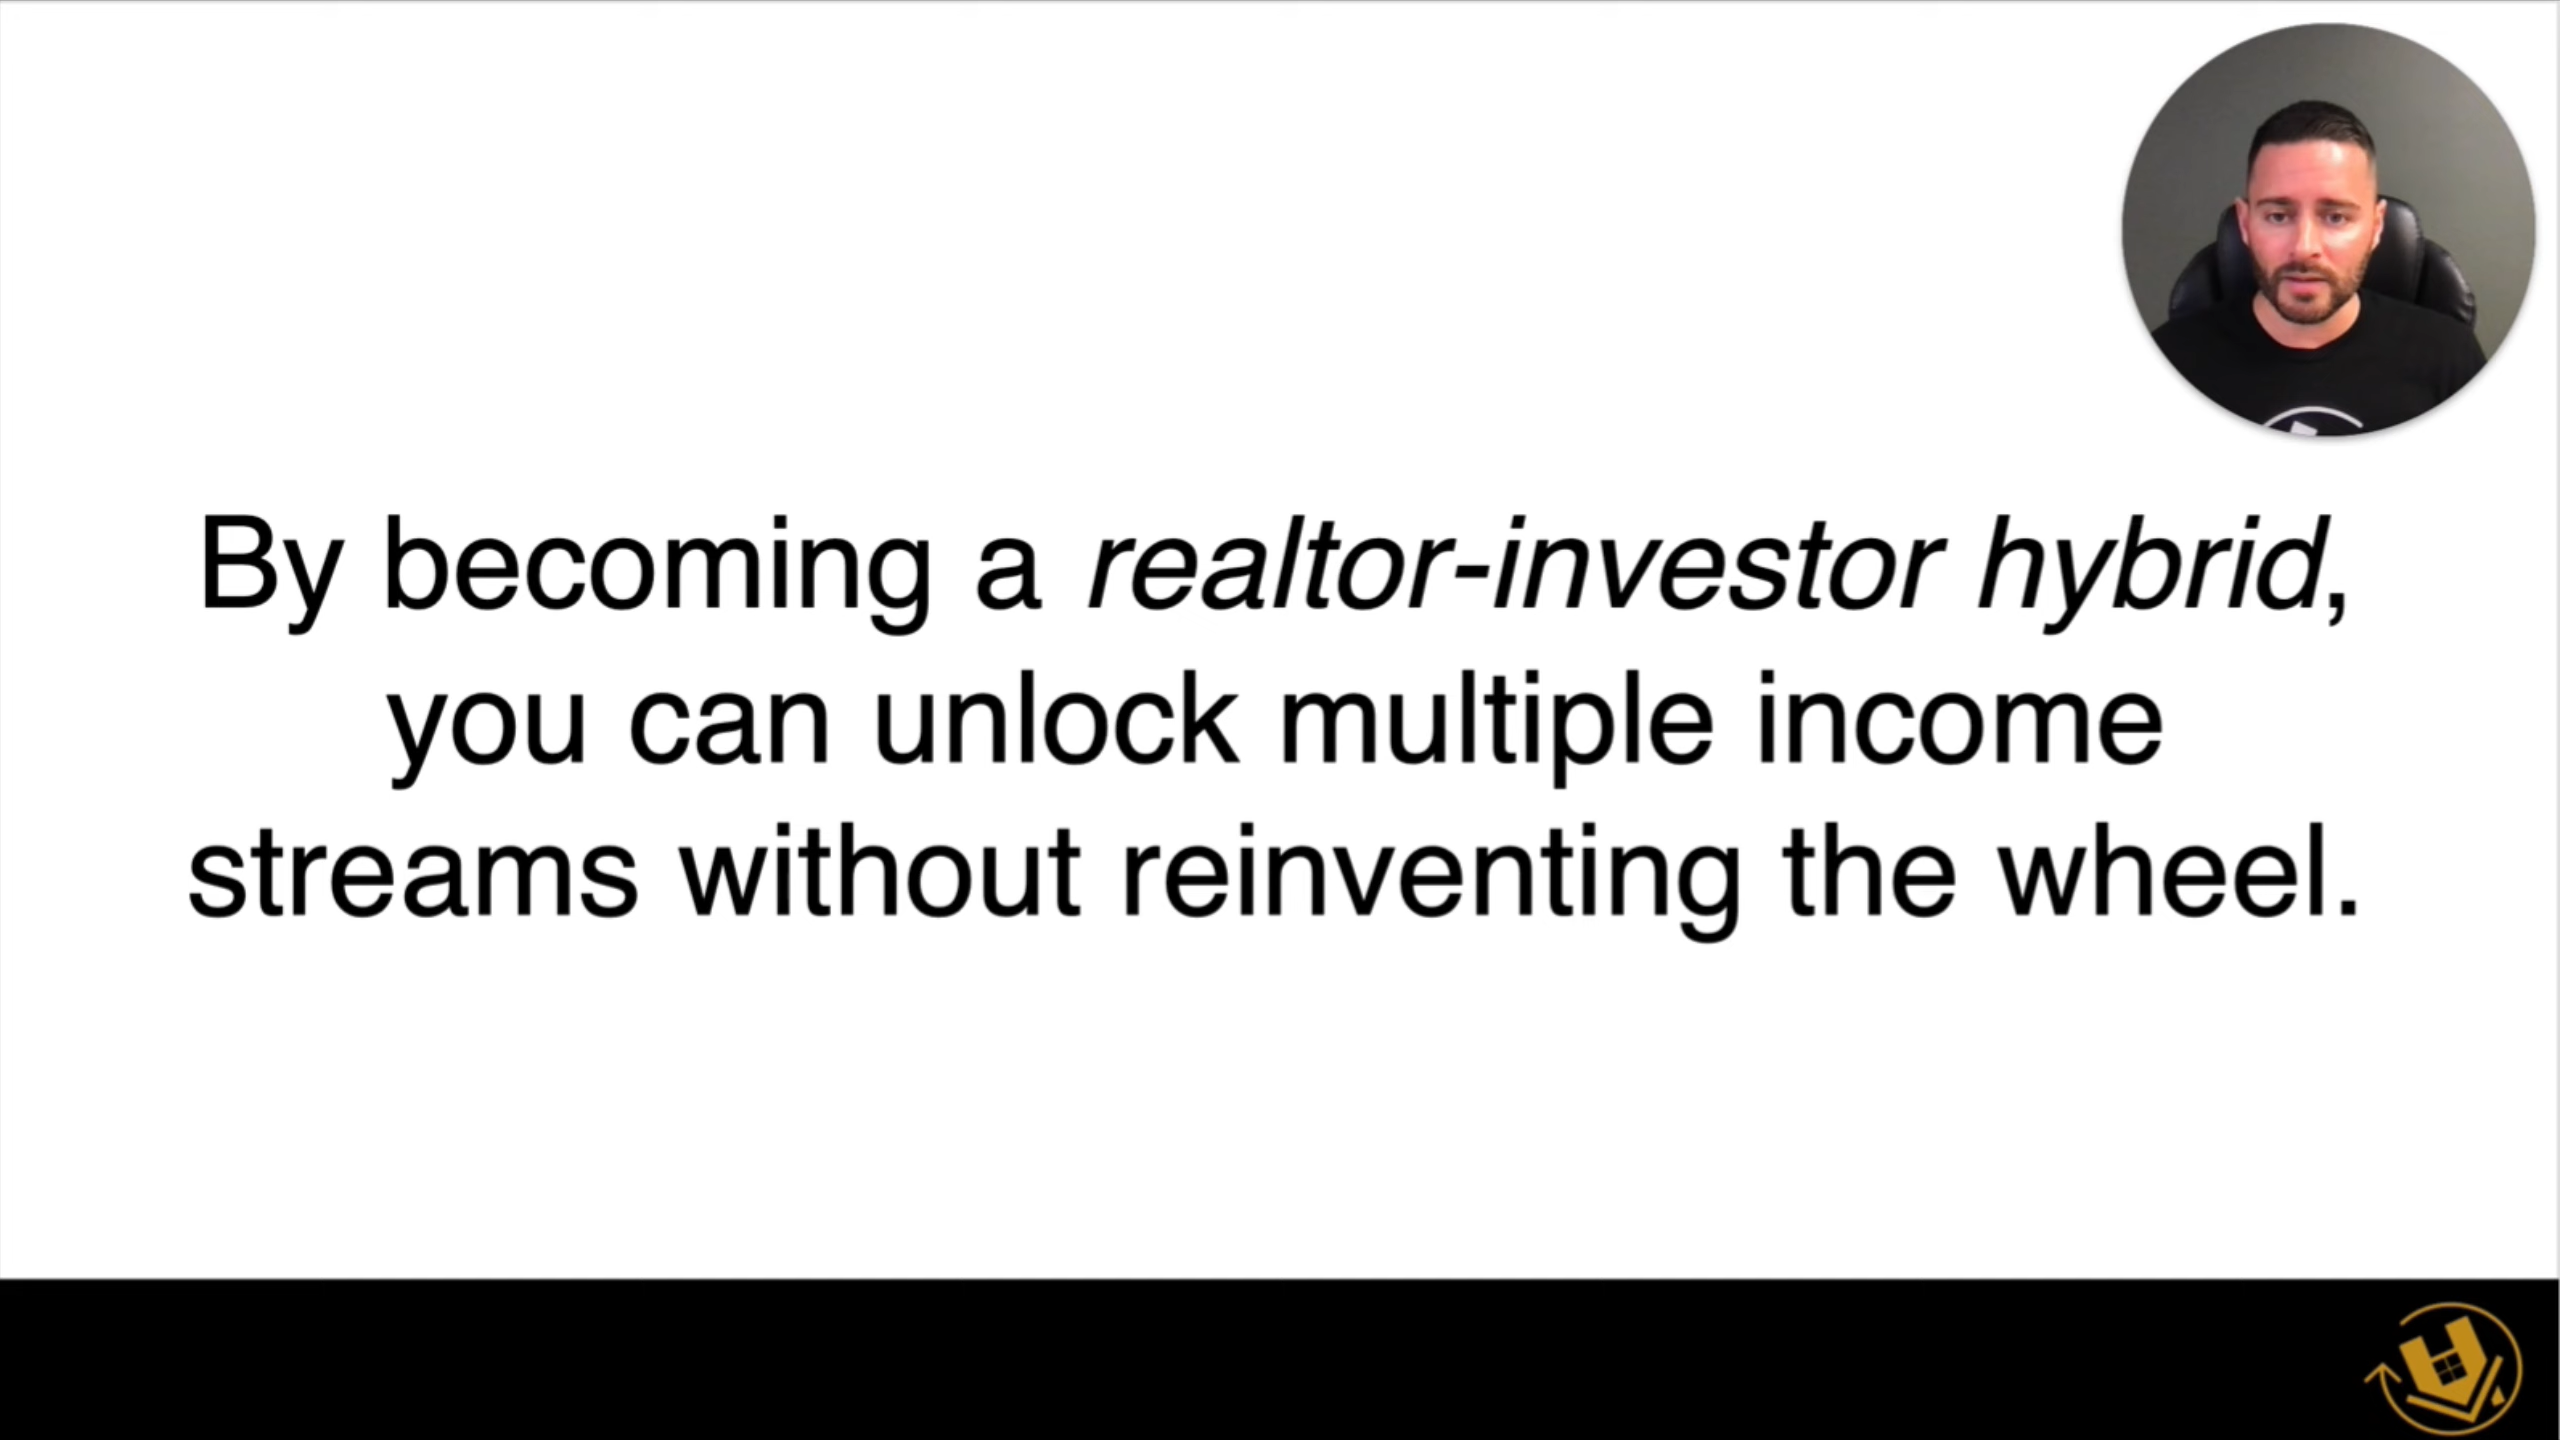 By becoming a realtor-investor hybrid,
you can unlock multiple income
streams without reinventing the wheel.